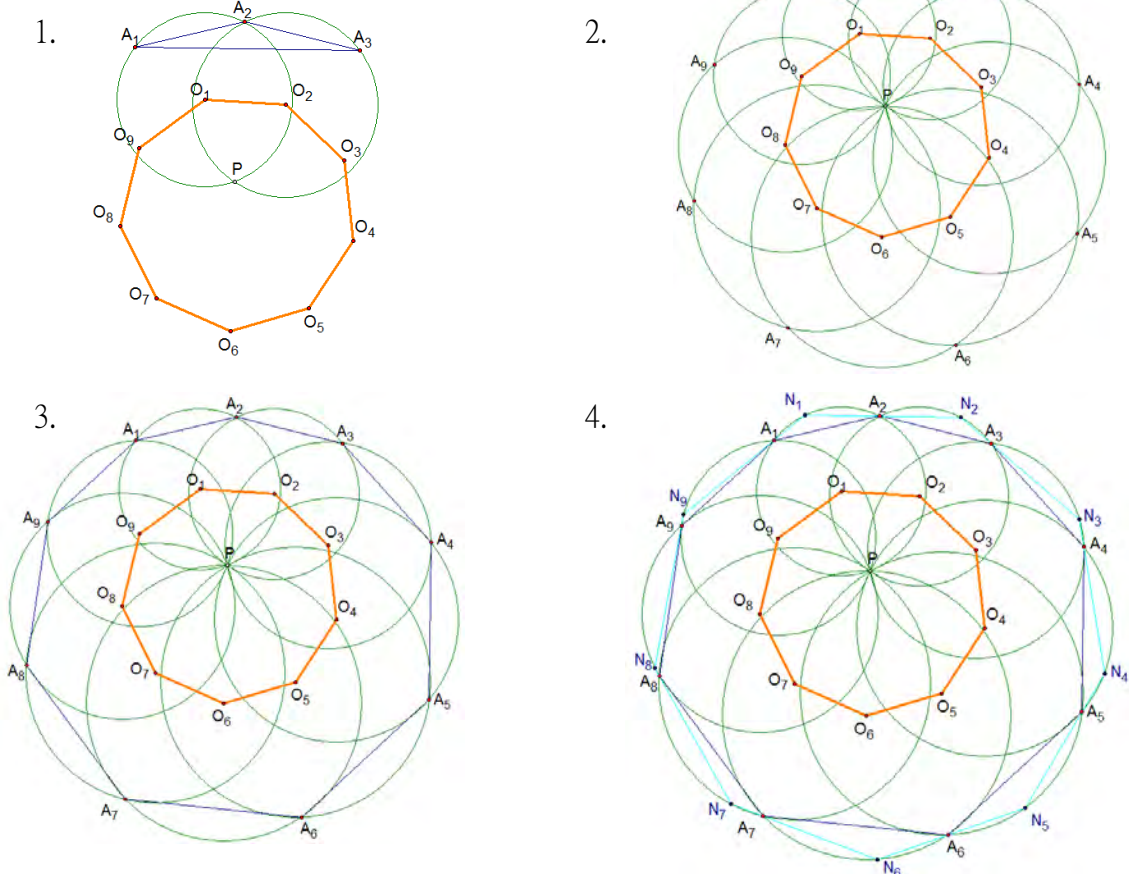 1.
A₁ A₂ A₃
O₁ O₂
O₉ O₃
P
O₈ O₄
O₇ O₅
O₆
2.
O₁ O₂
A₉ O₉ O₃ A₄
P
O₈ O₄
A₈ O₇ O₅ A₅
O₆
A₇ A₆
3.
A₂
A₁ A₃
O₁ O₂
A₉ O₉ O₃ A₄
P
O₈ O₄
A₈ O₇ O₅ A₅
O₆
A₇ A₆
4.
N₁ A₂ N₂
A₁ A₃
O₁ O₂
N₉ N₃
A₉ O₉ O₃ A₄
P
O₈ O₄
N₈ N₄
A₈ O₇ O₅ A₅
O₆
N₇ N₅
A₇ A₆
N₆